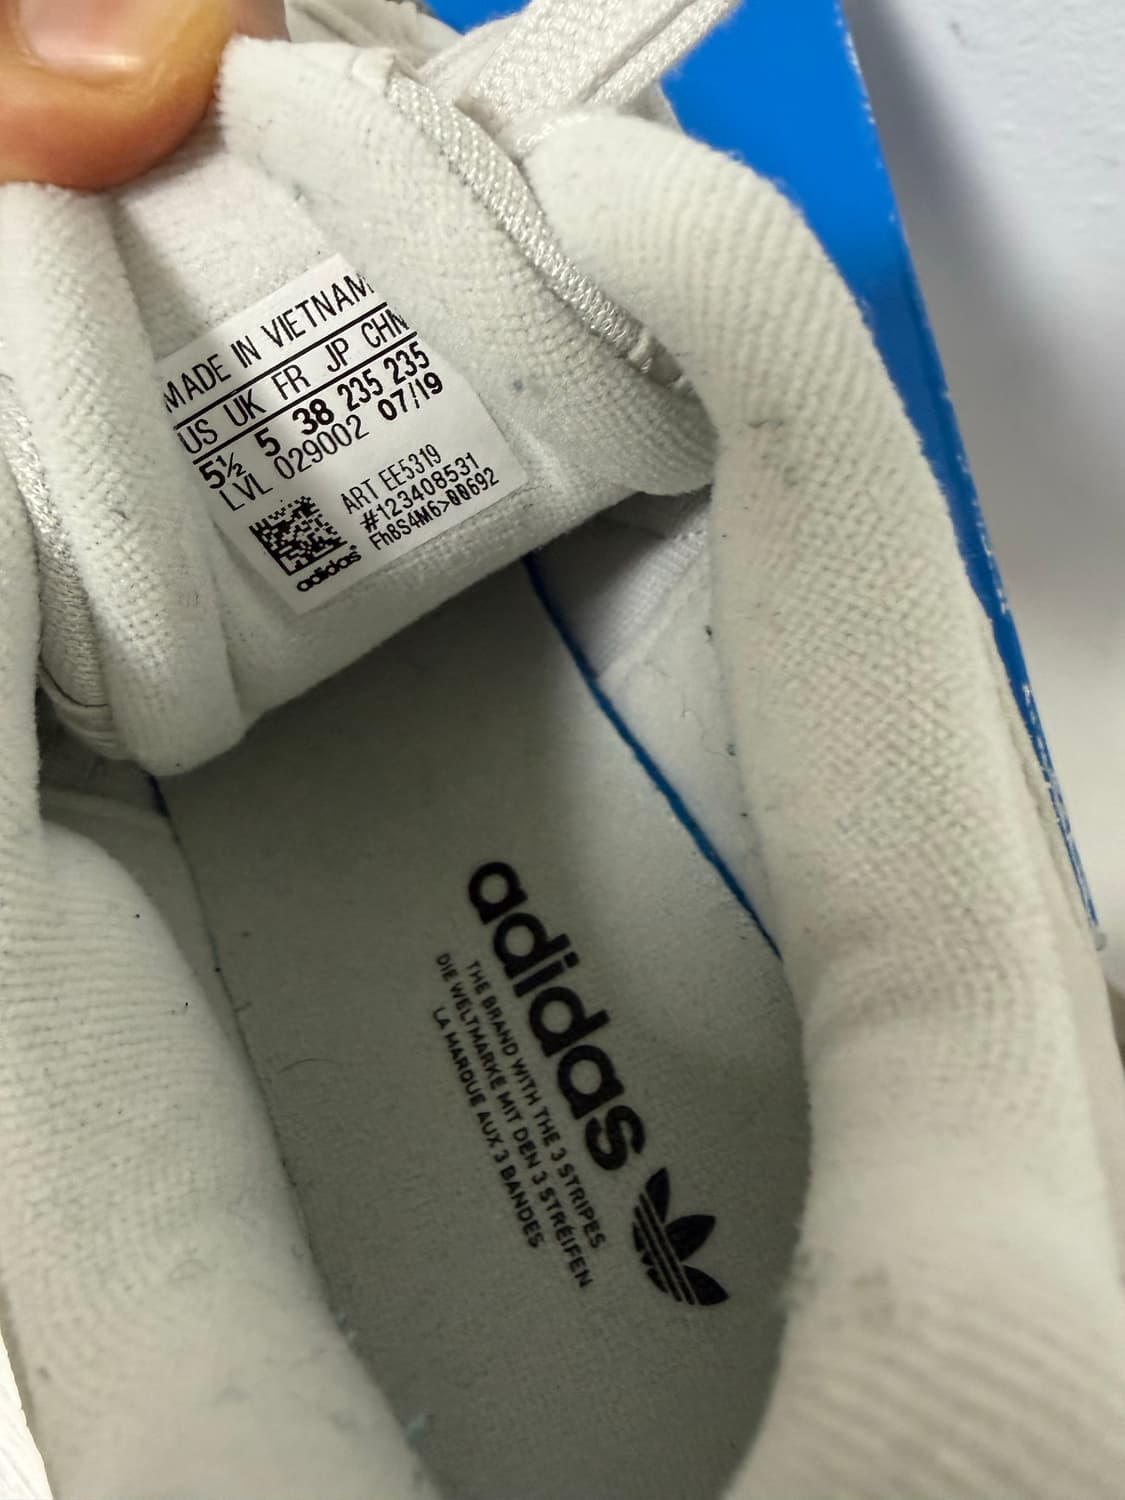 MADE IN VIETNAM
US UK FR JP CHN
5½ 5 38 235 235
LVL 029002 07/19
ART EE5319
#123408531
Fh8S4M6>QQ692
adidas
adidas
THE BRAND WITH THE 3 STRIPES
DIE WELTMARKE MIT DEN 3 STREIFEN
LA MARQUE AUX 3 BANDES